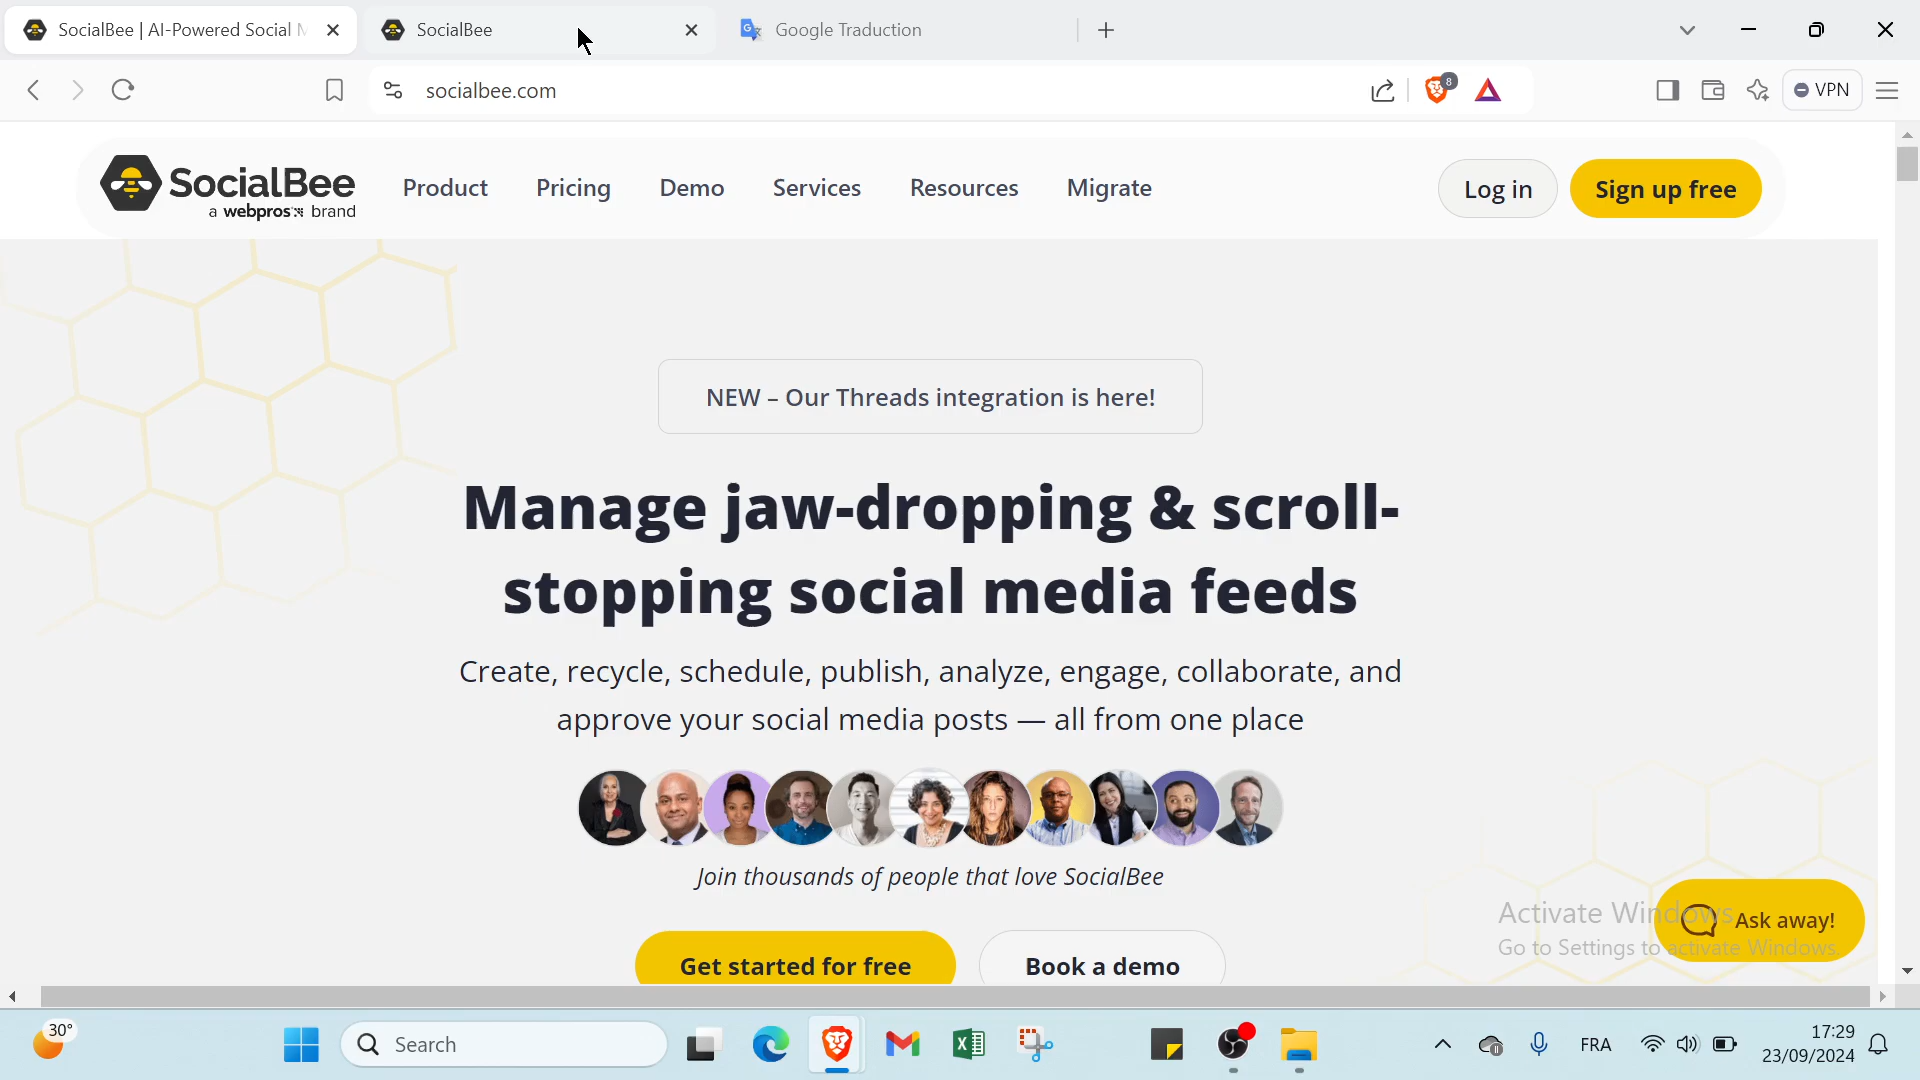 SocialBee | AI-Powered Social M
SocialBee
Google Traduction
socialbee.com
8
VPN
SocialBee
a webpros brand
Product
Pricing
Demo
Services
Resources
Migrate
Log in
Sign up free
NEW – Our Threads integration is here!
Manage jaw-dropping & scroll-
stopping social media feeds
Create, recycle, schedule, publish, analyze, engage, collaborate, and
approve your social media posts — all from one place
Join thousands of people that love SocialBee
Get started for free
Book a demo
Ask away!
Activate Windows
Go to Settings to activate Windows.
30°
Search
FRA
17:29
23/09/2024